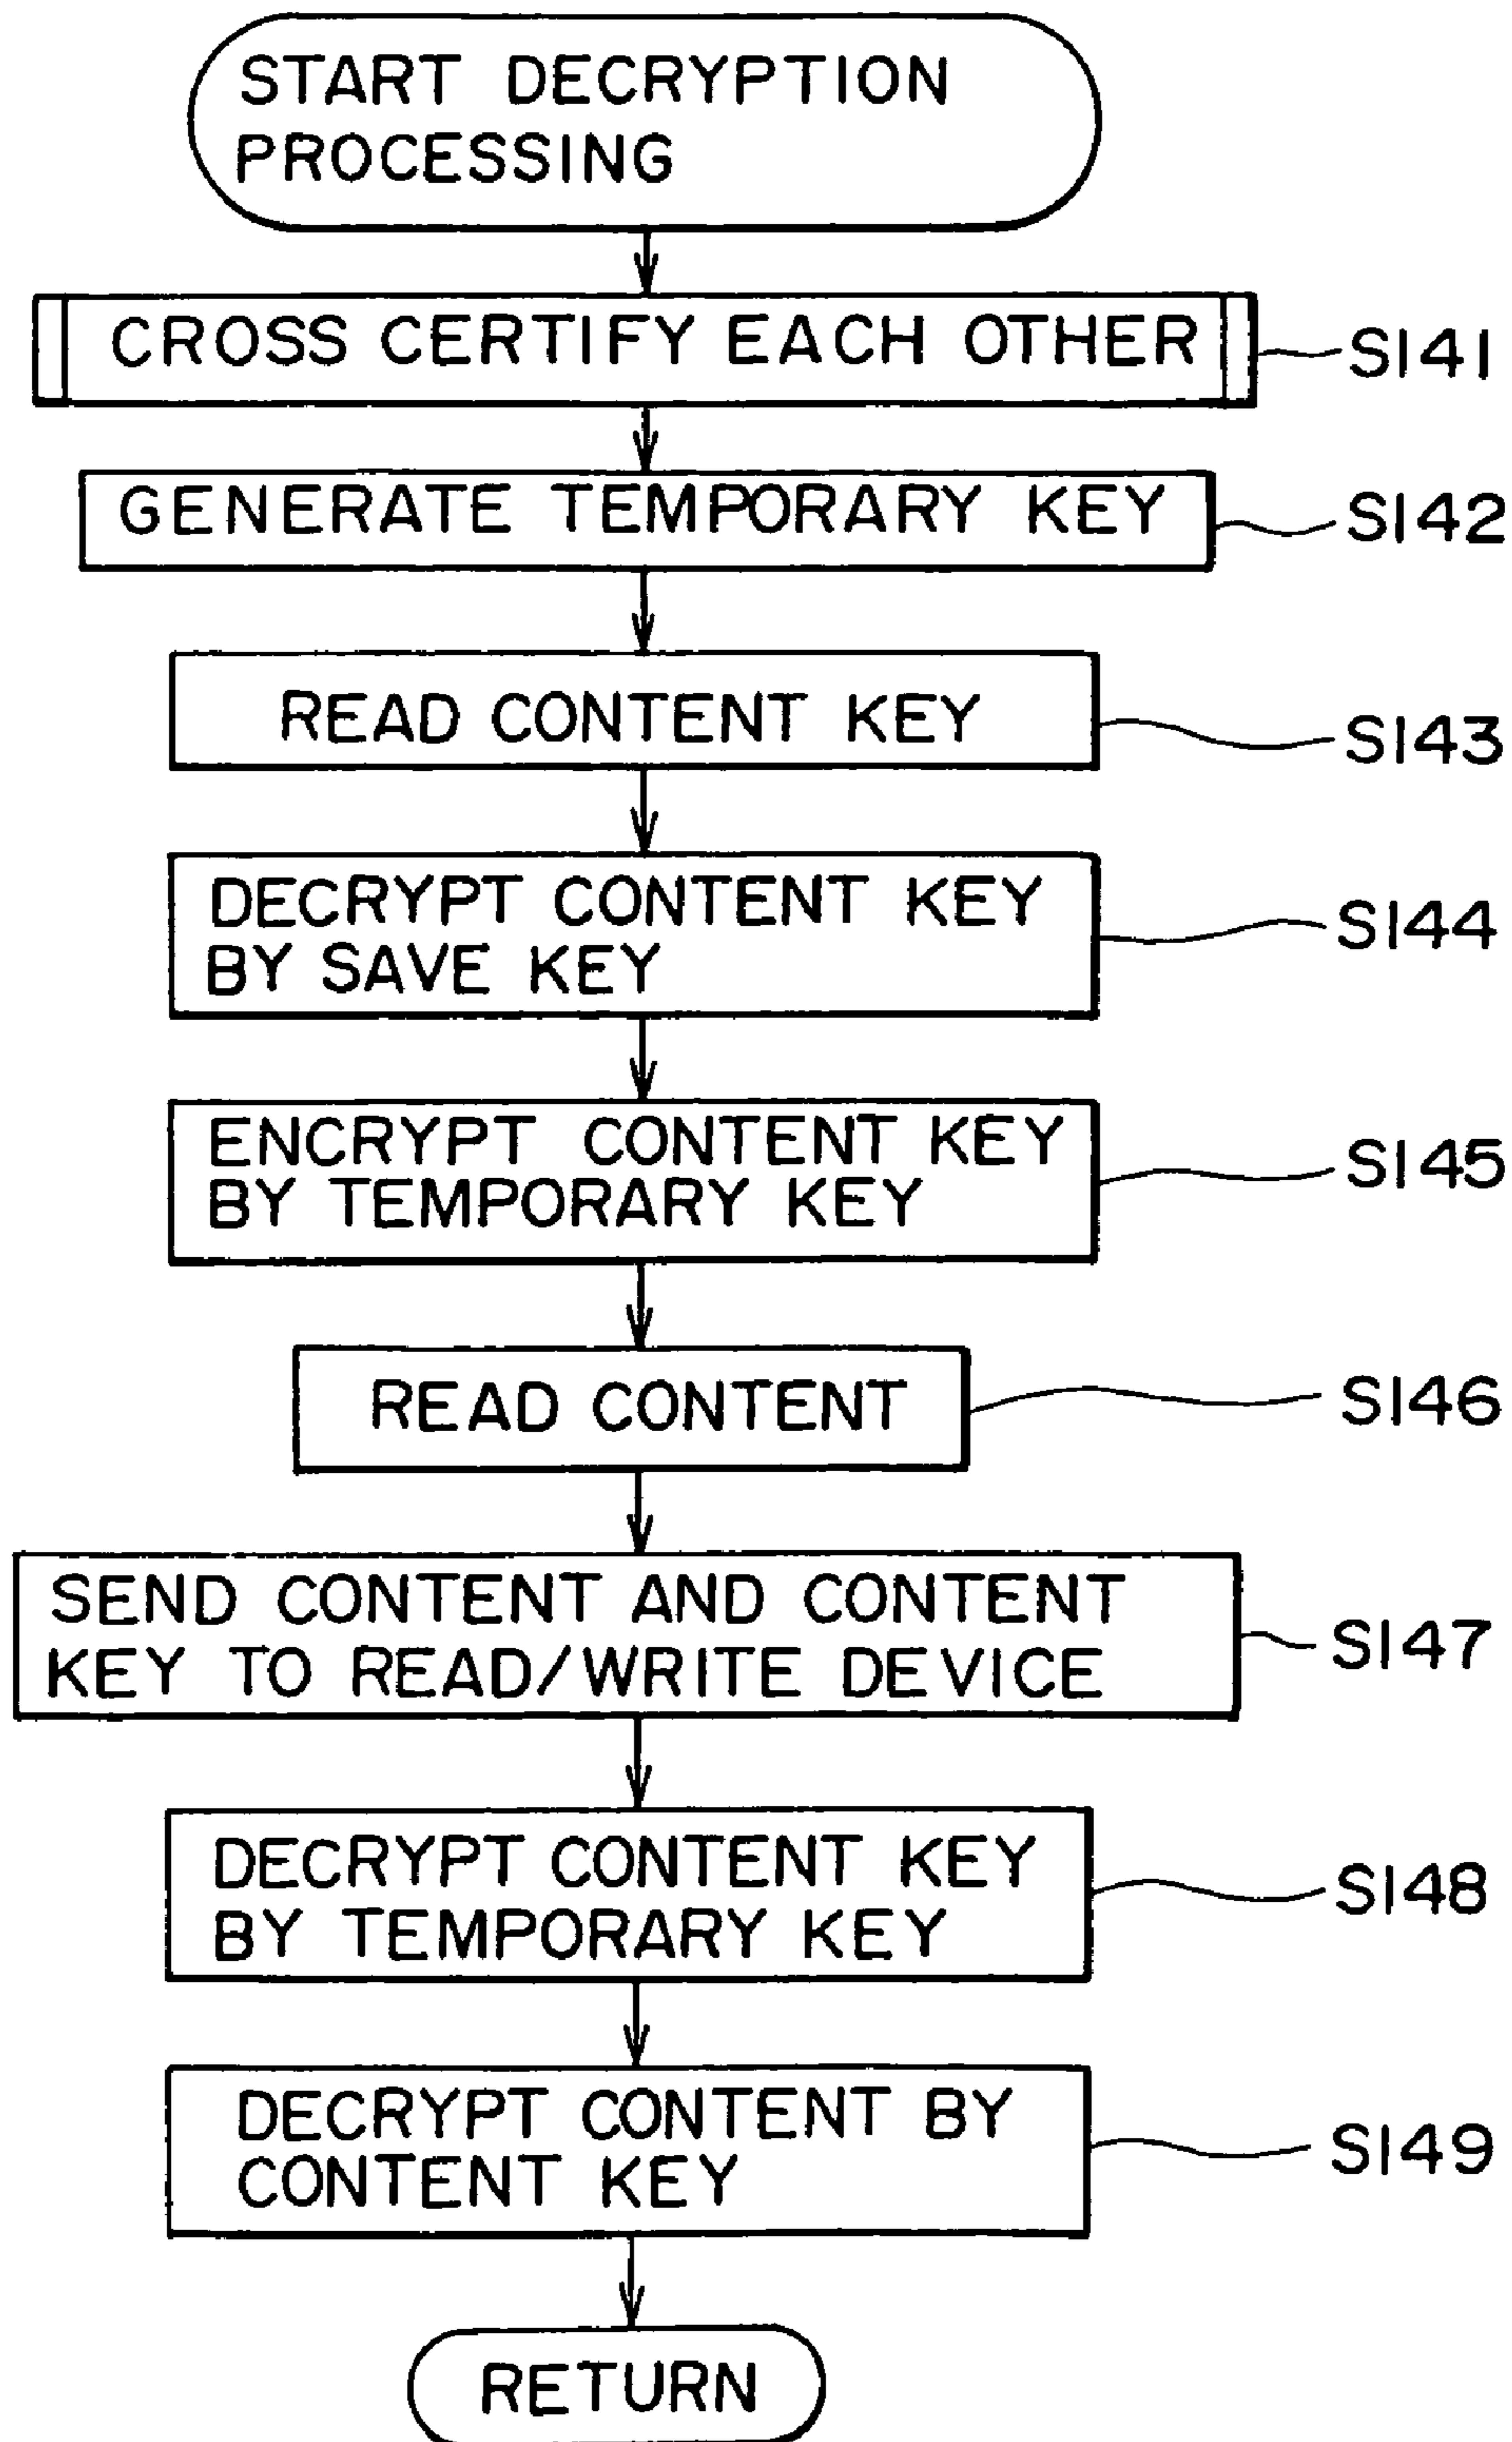 START DECRYPTION
PROCESSING
CROSS CERTIFY EACH OTHER
S141
GENERATE TEMPORARY KEY
S142
READ CONTENT KEY
S143
DECRYPT CONTENT KEY
BY SAVE KEY
S144
ENCRYPT CONTENT KEY
BY TEMPORARY KEY
S145
READ CONTENT
S146
SEND CONTENT AND CONTENT
KEY TO READ/WRITE DEVICE
S147
DECRYPT CONTENT KEY
BY TEMPORARY KEY
S148
DECRYPT CONTENT BY
CONTENT KEY
S149
RETURN